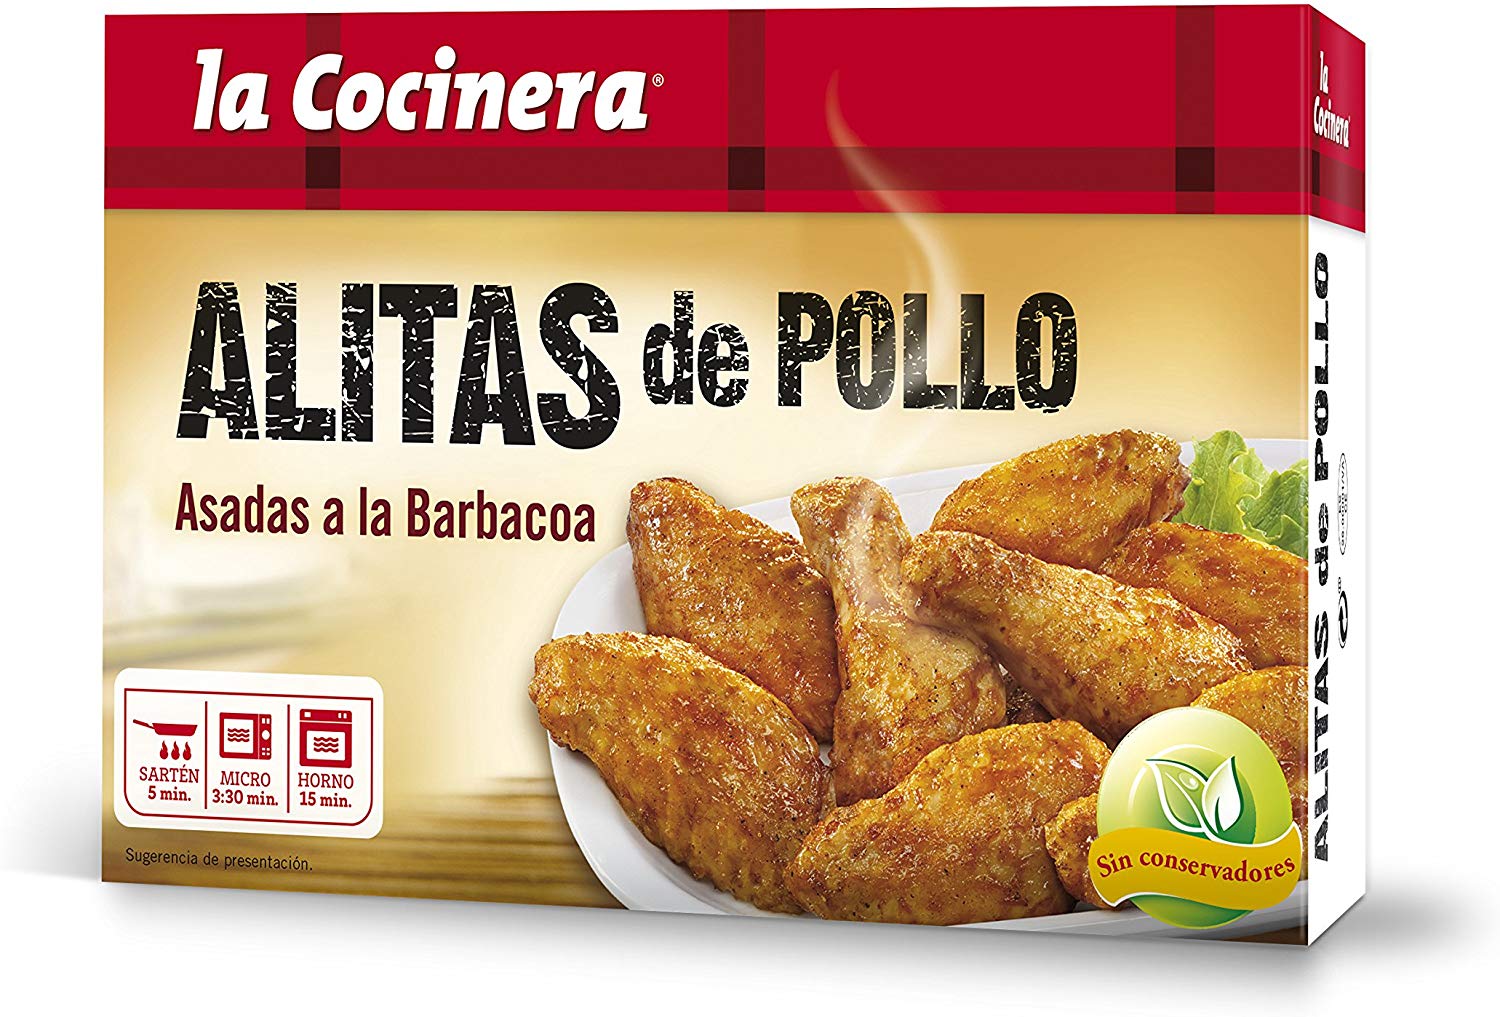 la Cocinera®
ALITAS de POLLO
Asadas a la Barbacoa
SARTÉN
5 min.
MICRO
3:30 min.
HORNO
15 min.
Sugerencia de presentación.
Sin conservadores
la
Cocinera®
ALITAS de POLLO